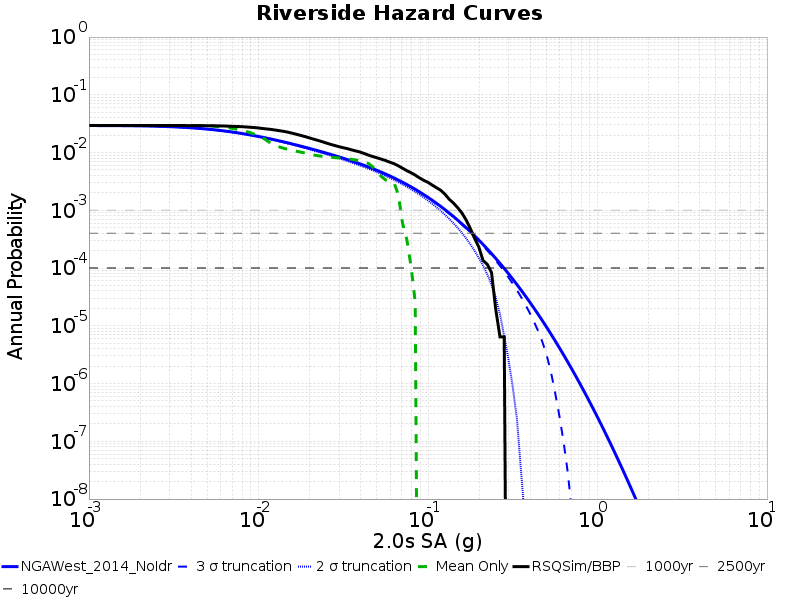 Riverside Hazard Curves
10^0
10^-1
10^-2
10^-3
10^-4
10^-5
10^-6
10^-7
10^-8
Annual Probability
10^-3 10^-2 10^-1 10^0 10^1
2.0s SA (g)
NGAWest_2014_NoIdr 3 σ truncation 2 σ truncation Mean Only RSQSim/BBP 1000yr 2500yr
10000yr